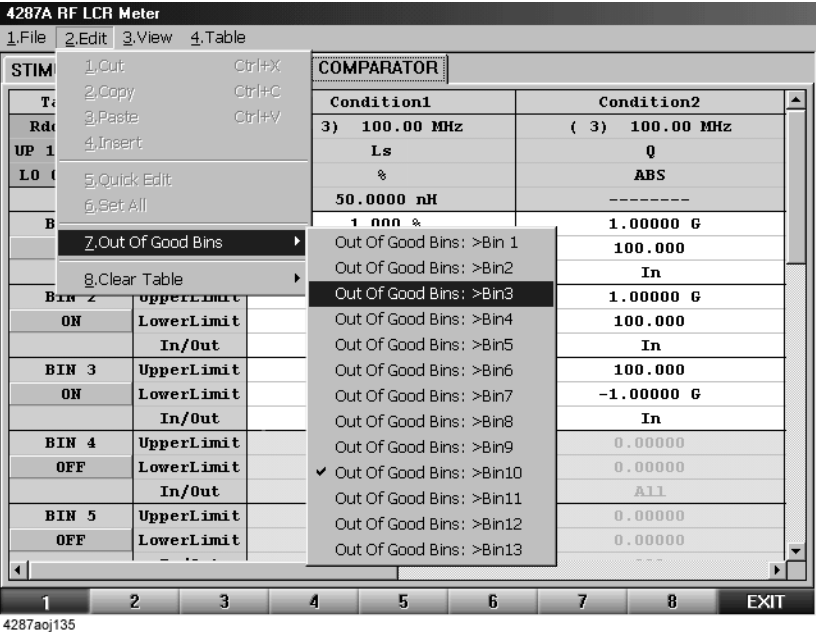 4287A RF LCR Meter
1.File 2.Edit 3.View 4.Table
STIM COMPARATOR
1.Cut Ctrl+X
2.Copy Ctrl+C
3.Paste Ctrl+V
4.Insert
5.Quick Edit
6.Set All
7.Out Of Good Bins
8.Clear Table
Condition1 Condition2
3) 100.00 MHz ( 3) 100.00 MHz
UP 1 Ls Q
LO % ABS
50.0000 nH --------
B 1.000 % 1.00000 G
100.000
In
Out Of Good Bins: >Bin 1
Out Of Good Bins: >Bin2
Out Of Good Bins: >Bin3
Out Of Good Bins: >Bin4
Out Of Good Bins: >Bin5
Out Of Good Bins: >Bin6
Out Of Good Bins: >Bin7
Out Of Good Bins: >Bin8
Out Of Good Bins: >Bin9
✔ Out Of Good Bins: >Bin10
Out Of Good Bins: >Bin11
Out Of Good Bins: >Bin12
Out Of Good Bins: >Bin13
BIN 2 UpperLimit 1.00000 G
ON LowerLimit 100.000
In/Out In
BIN 3 UpperLimit 100.000
ON LowerLimit -1.00000 G
In/Out In
BIN 4 UpperLimit 0.00000
OFF LowerLimit 0.00000
In/Out All
BIN 5 UpperLimit 0.00000
OFF LowerLimit 0.00000
1 2 3 4 5 6 7 8 EXIT
4287aoj135